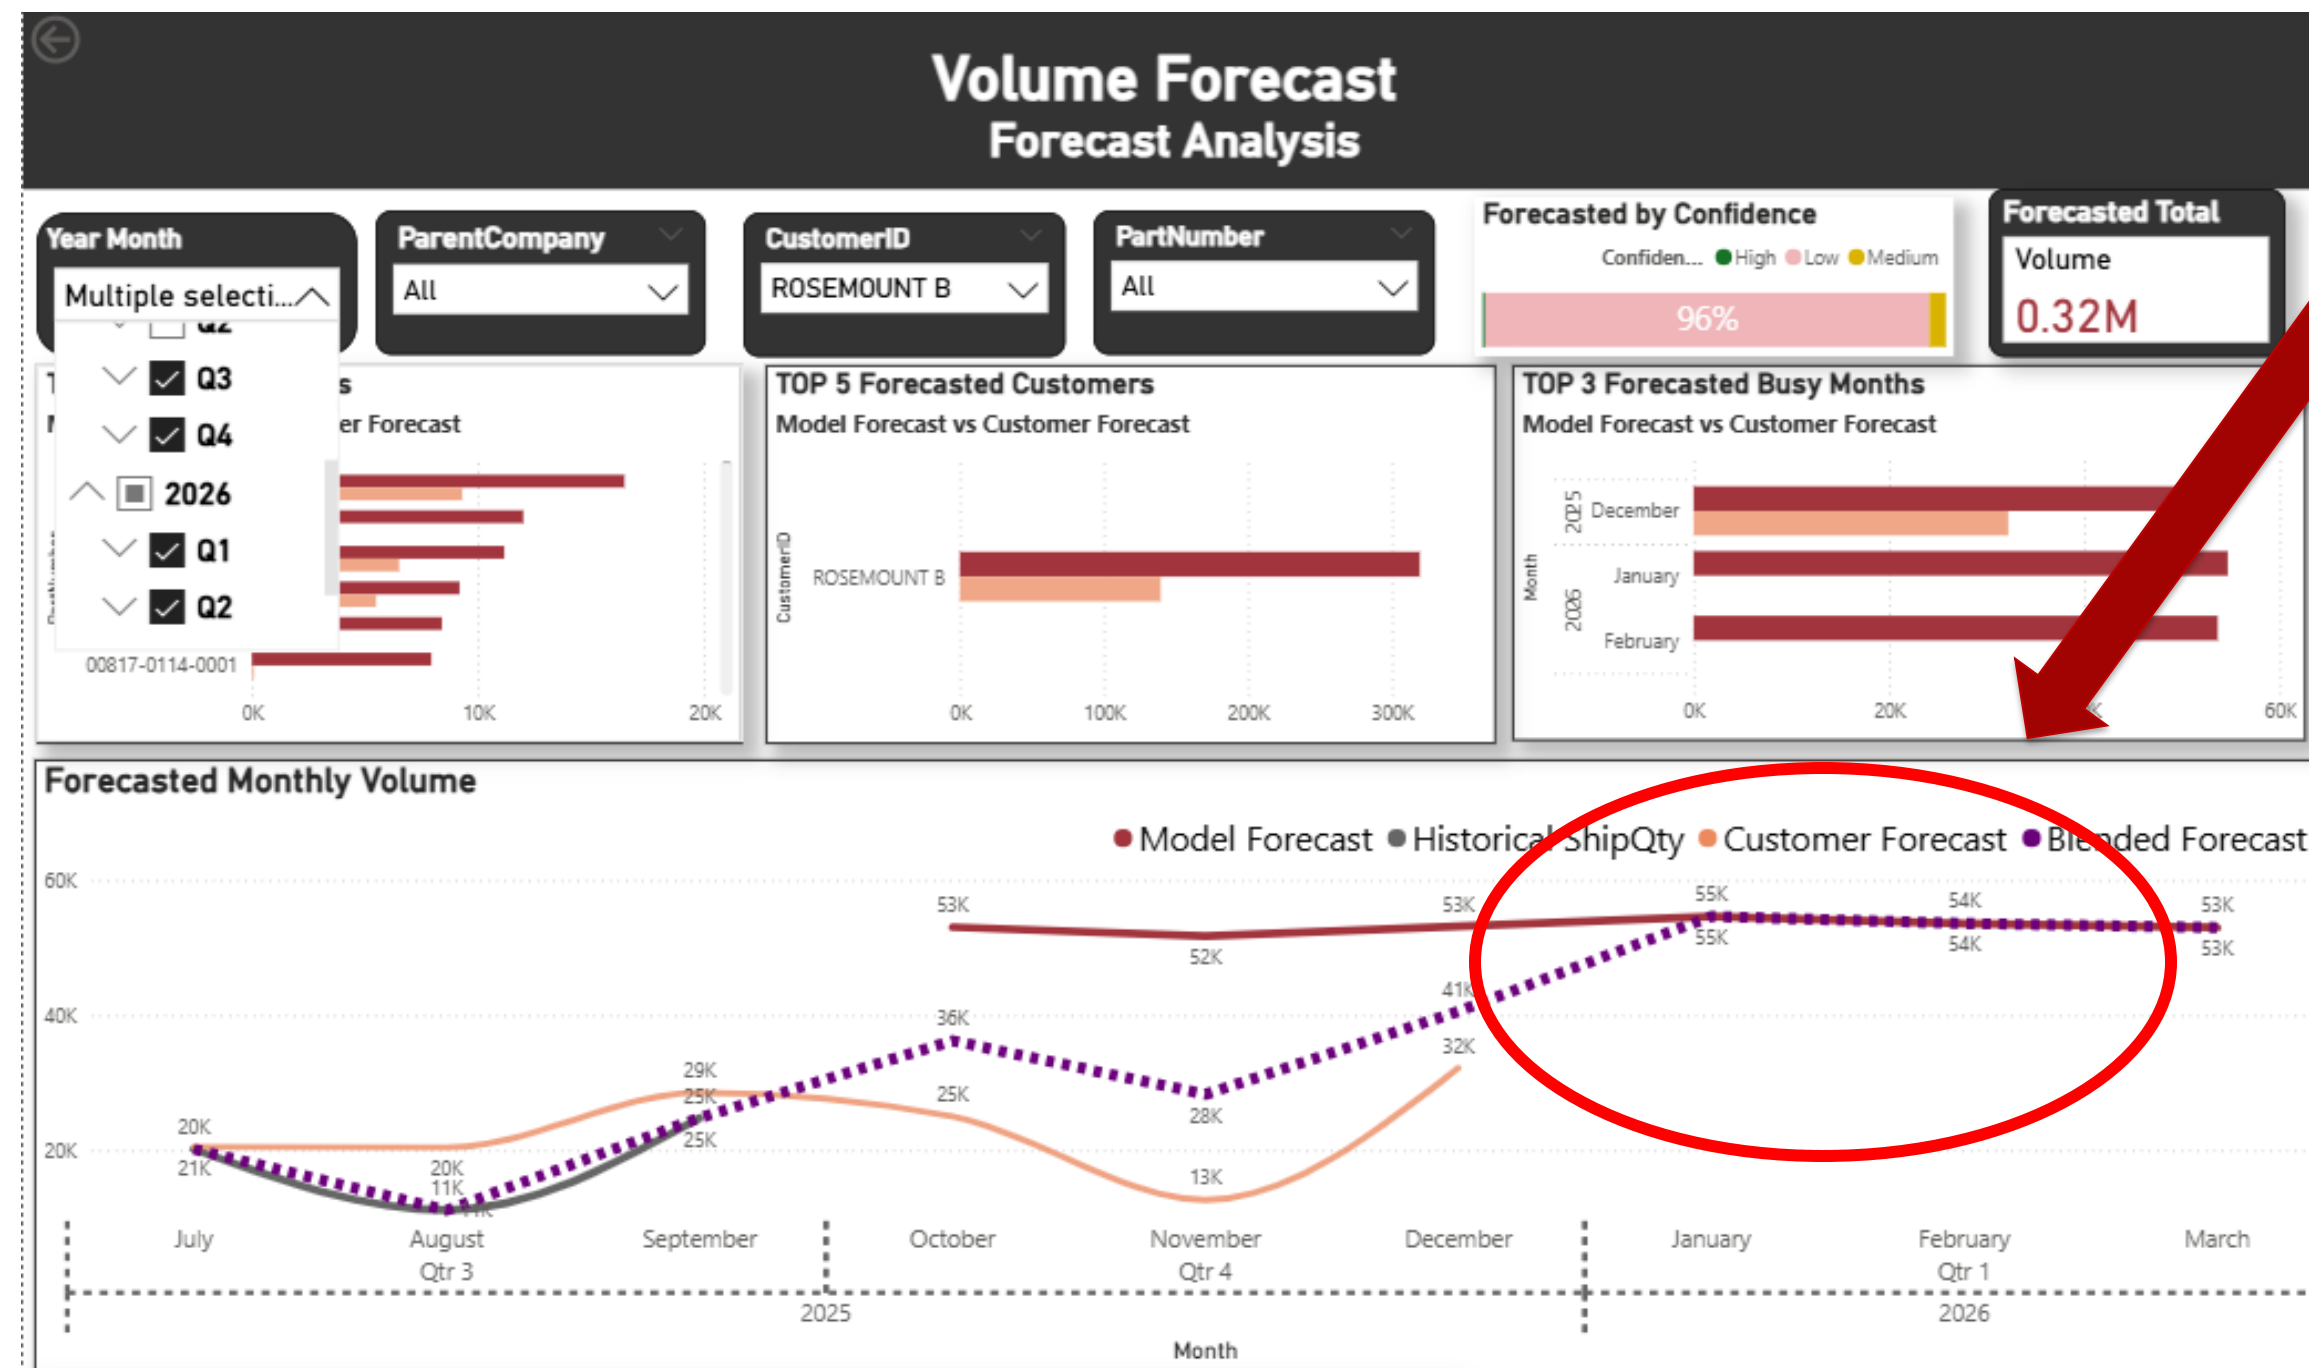 Volume Forecast
Forecast Analysis
Year Month
Multiple selecti...
Q2
Q3
Q4
2026
Q1
Q2
ParentCompany
All
CustomerID
ROSEMOUNT B
PartNumber
All
Forecasted by Confidence
Confiden... High Low Medium
96%
Forecasted Total
Volume
0.32M
er Forecast
00817-0114-0001
0K 10K 20K
TOP 5 Forecasted Customers
Model Forecast vs Customer Forecast
CustomerID
ROSEMOUNT B
0K 100K 200K 300K
TOP 3 Forecasted Busy Months
Model Forecast vs Customer Forecast
Month
2025
December
2026
January
February
0K 20K K 60K
Forecasted Monthly Volume
Model Forecast Historical ShipQty Customer Forecast Blended Forecast
60K
40K
20K
53K 53K 55K 54K 53K
52K 55K 54K 53K
41K
36K
32K
29K
25K 25K
28K
25K
20K
21K
20K
11K
13K
July August September October November December January February March
Qtr 3 Qtr 4 Qtr 1
2025 2026
Month